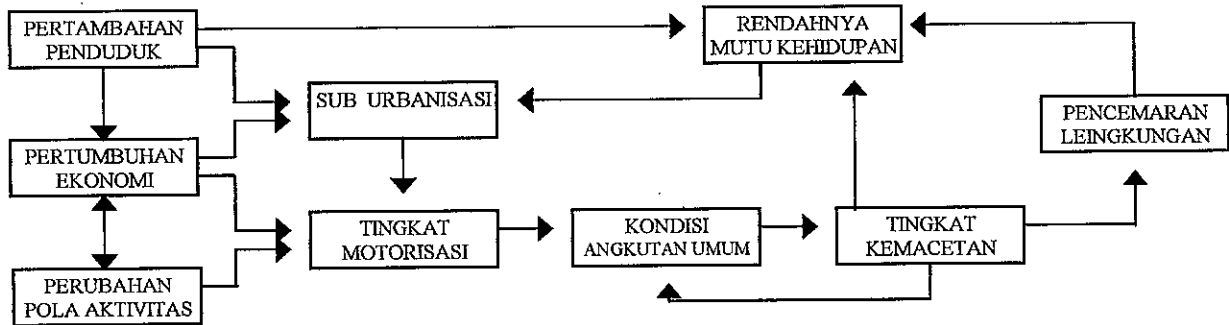 PERTAMBAHAN
PENDUDUK
RENDAHNYA
MUTU KEHIDUPAN
SUB URBANISASI
PENCEMARAN
LEINGKUNGAN
PERTUMBUHAN
EKONOMI
TINGKAT
MOTORISASI
KONDISI
ANGKUTAN UMUM
TINGKAT
KEMACETAN
PERUBAHAN
POLA AKTIVITAS